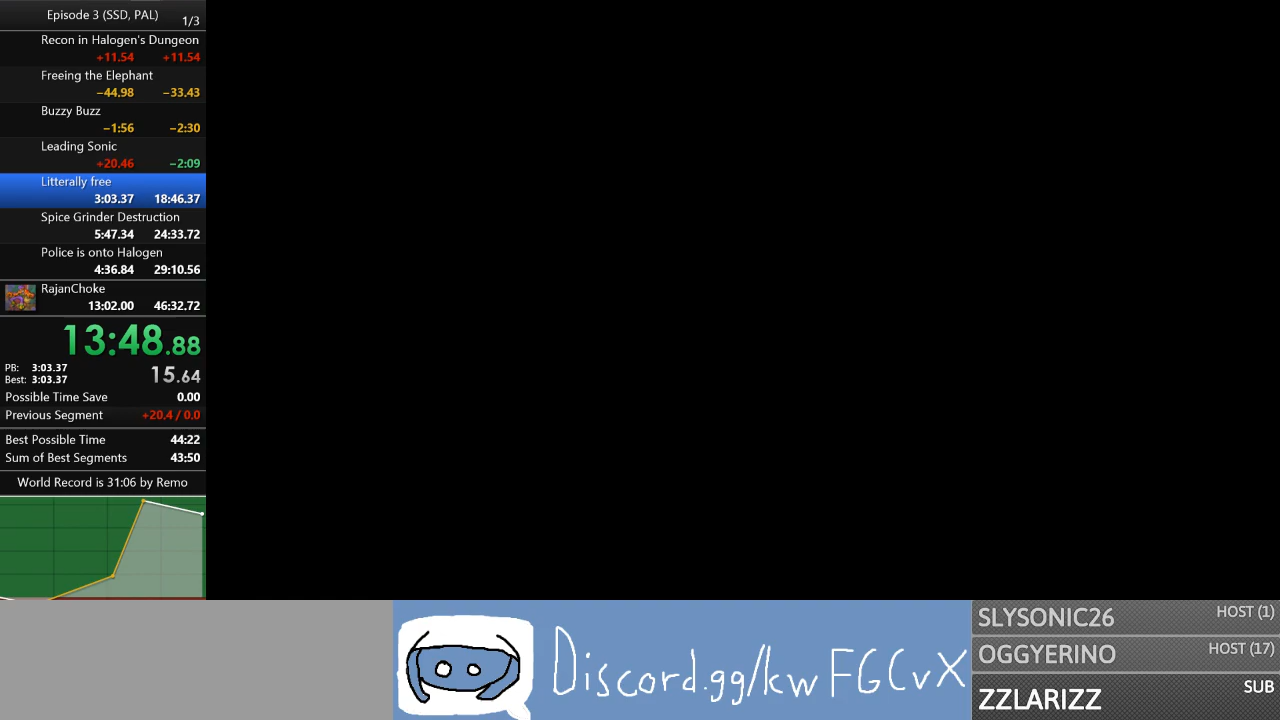 Episode 3 (SSD, PAL)
1/3
Recon in Halogen's Dungeon
+11.54 +11.54
Freeing the Elephant
−44.98 −33.43
Buzzy Buzz
−1:56 −2:30
Leading Sonic
+20.46 −2:09
Litterally free
3:03.37 18:46.37
Spice Grinder Destruction
5:47.34 24:33.72
Police is onto Halogen
4:36.84 29:10.56
RajanChoke
13:02.00 46:32.72
13:48.88
PB: 3:03.37
Best: 3:03.37
15.64
Possible Time Save 0.00
Previous Segment +20.4 / 0.0
Best Possible Time 44:22
Sum of Best Segments 43:50
World Record is 31:06 by Remo
Discord.gg/kwFGCvX
SLYSONIC26 HOST (1)
OGGYERINO HOST (17)
ZZLARIZZ SUB